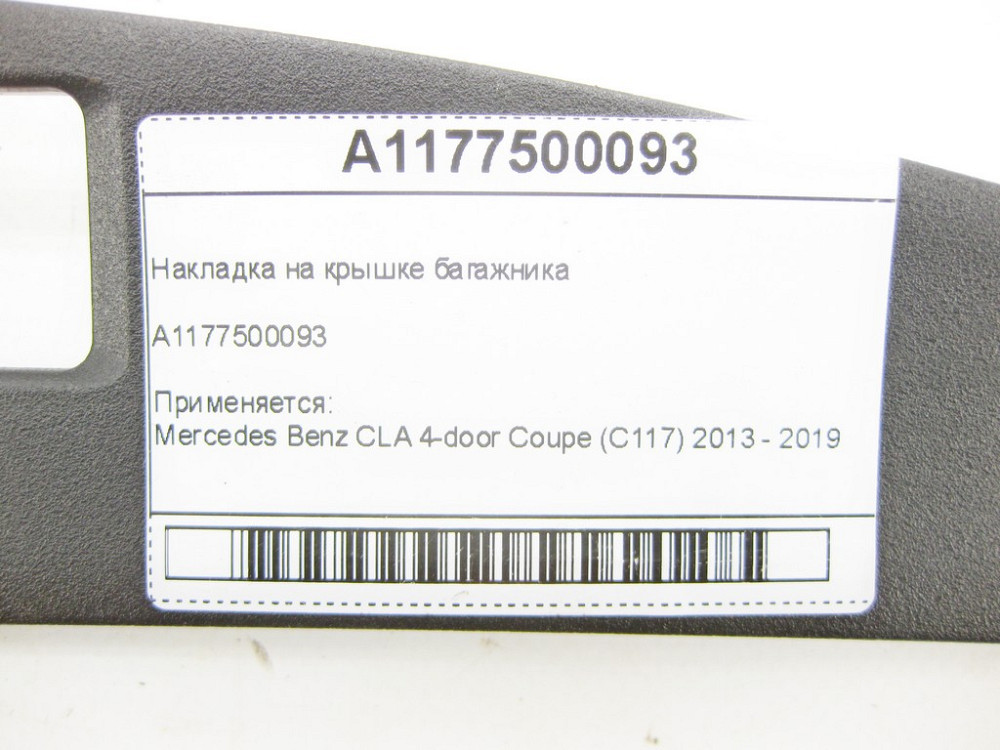 A1177500093
Накладка на крышке багажника
A1177500093
Применяется:
Mercedes Benz CLA 4-door Coupe (C117) 2013 - 2019